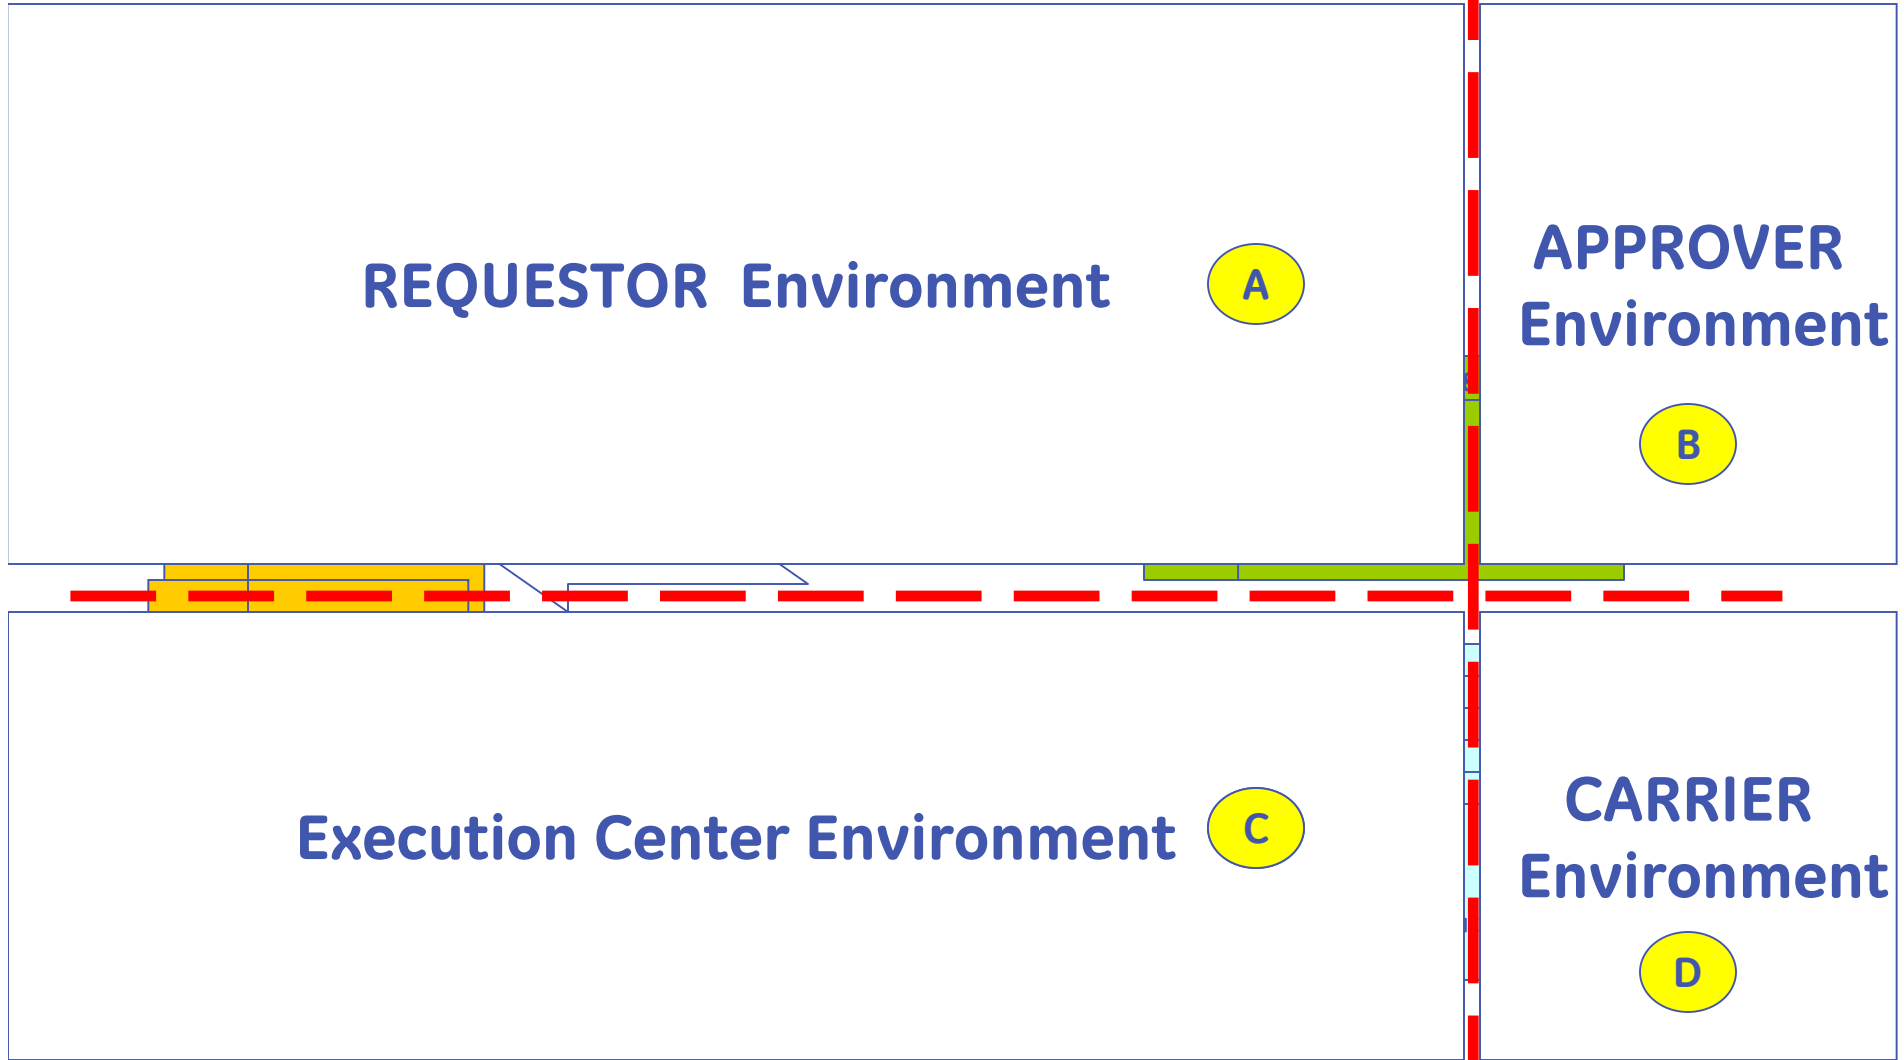 REQUESTOR Environment
A
APPROVER
Environment
B
Execution Center Environment
C
CARRIER
Environment
D